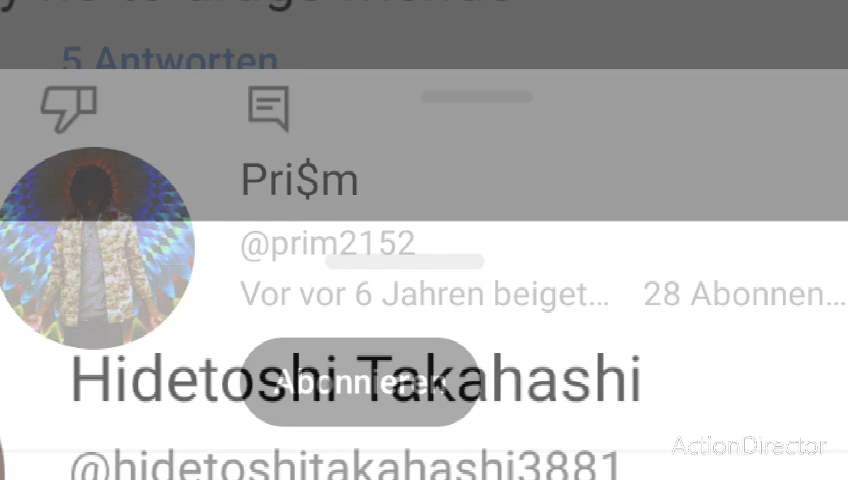 5 Antworten
Pri$m
@prim2152
Vor vor 6 Jahren beiget... 28 Abonnen...
Hidetoshi Takahashi
Abonnieren
@hidetoshitakahashi3881
ActionDirector